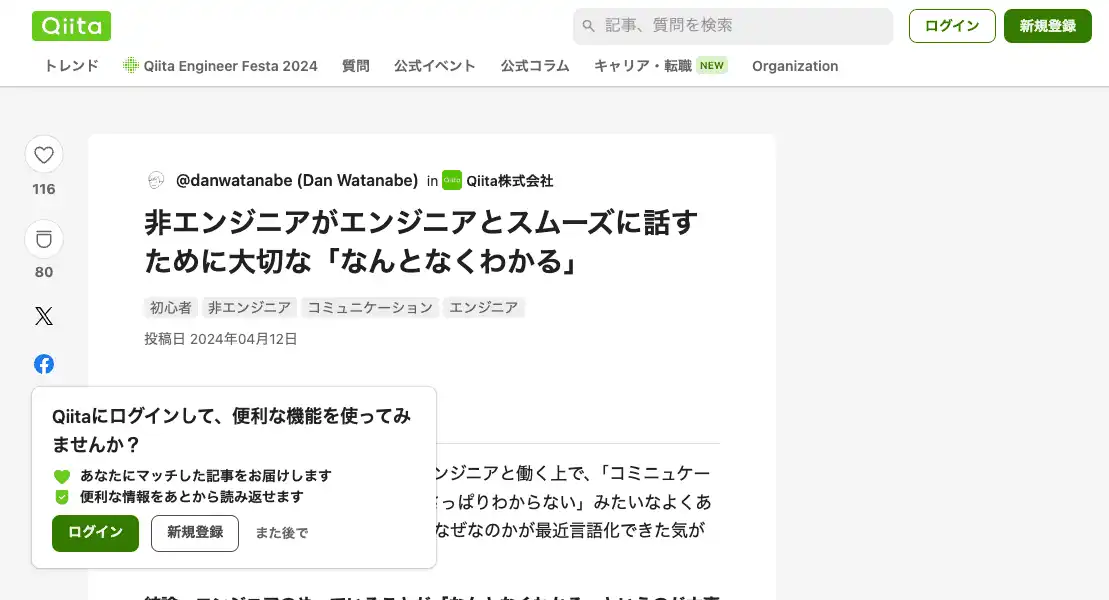 Qiita
記事、質問を検索
ログイン
新規登録
トレンド
Qiita Engineer Festa 2024
質問
公式イベント
公式コラム
キャリア・転職 NEW
Organization
116
80
@danwatanabe (Dan Watanabe) in Qiita Qiita株式会社
非エンジニアがエンジニアとスムーズに話す
ために大切な「なんとなくわかる」
初心者 非エンジニア コミュニケーション エンジニア
投稿日 2024年04月12日
Qiitaにログインして、便利な機能を使ってみ
ませんか？
あなたにマッチした記事をお届けします
便利な情報をあとから読み返せます
ログイン
新規登録
また後で
ンジニアと働く上で、「コミニュケー
っぱりわからない」みたいなよくあ
なぜなのかが最近言語化できた気が